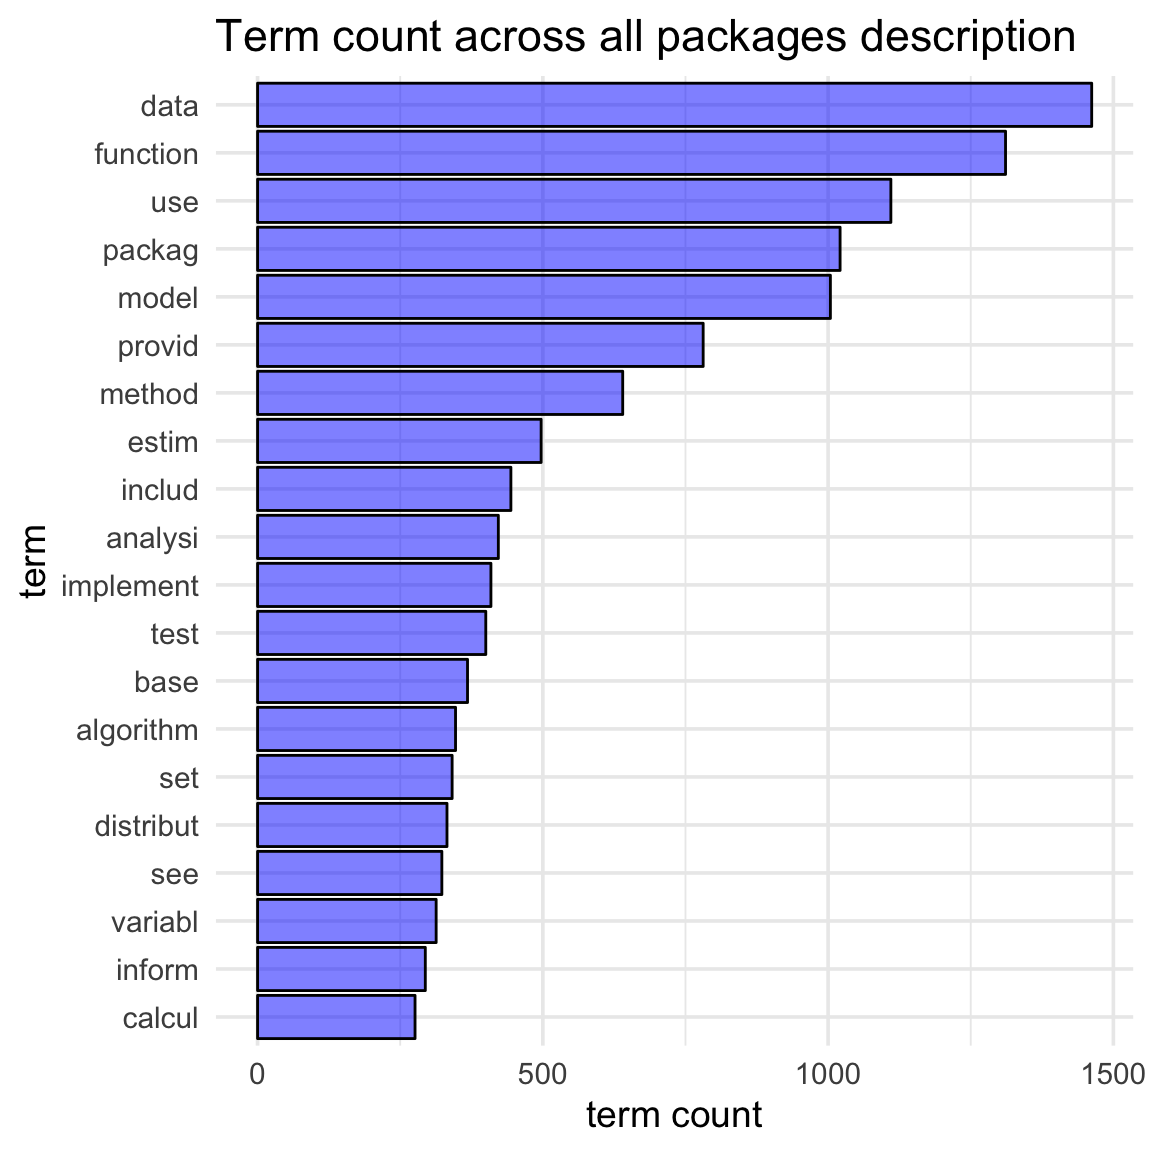 Term count across all packages description
data
function
use
packag
model
provid
method
estim
includ
analysi
implement
test
base
algorithm
set
distribut
see
variabl
inform
calcul
term
0 500 1000 1500
term count